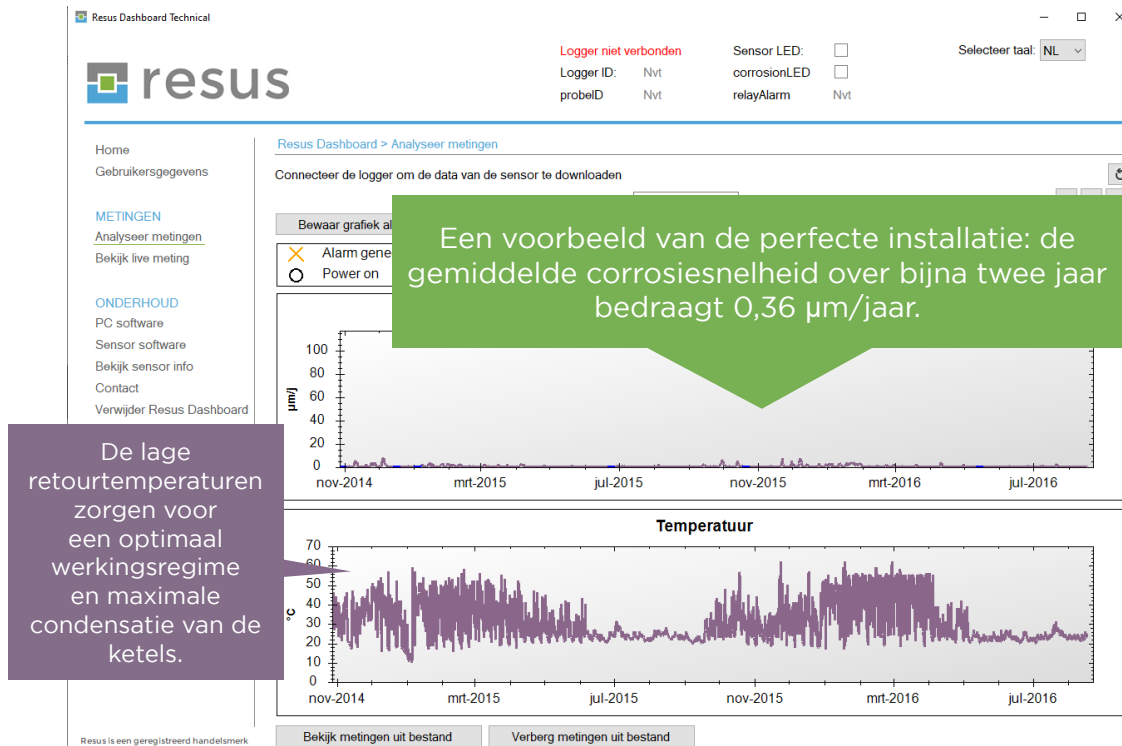 Resus Dashboard Technical
resus
Logger niet verbonden
Logger ID: Nvt
probeID Nvt
Sensor LED:
corrosionLED
relayAlarm Nvt
Selecteer taal: NL
Home
Gebruikersgegevens
METINGEN
Analyseer metingen
Bekijk live meting
ONDERHOUD
PC software
Sensor software
Bekijk sensor info
Contact
Verwijder Resus Dashboard
Resus Dashboard > Analyseer metingen
Connecteer de logger om de data van de sensor te downloaden
Bewaar grafiek al
Alarm gene
Power on
Een voorbeeld van de perfecte installatie: de
gemiddelde corrosiesnelheid over bijna twee jaar
bedraagt 0,36 μm/jaar.
100
80
60
40
20
0
μm/j
nov-2014 mrt-2015 jul-2015 nov-2015 mrt-2016 jul-2016
De lage
retourtemperaturen
zorgen voor
een optimaal
werkingsregime
en maximale
condensatie van de
ketels.
Temperatuur
70
60
50
40
30
20
10
0
°C
nov-2014 mrt-2015 jul-2015 nov-2015 mrt-2016 jul-2016
Bekijk metingen uit bestand
Verberg metingen uit bestand
Resus is een geregistreerd handelsmerk